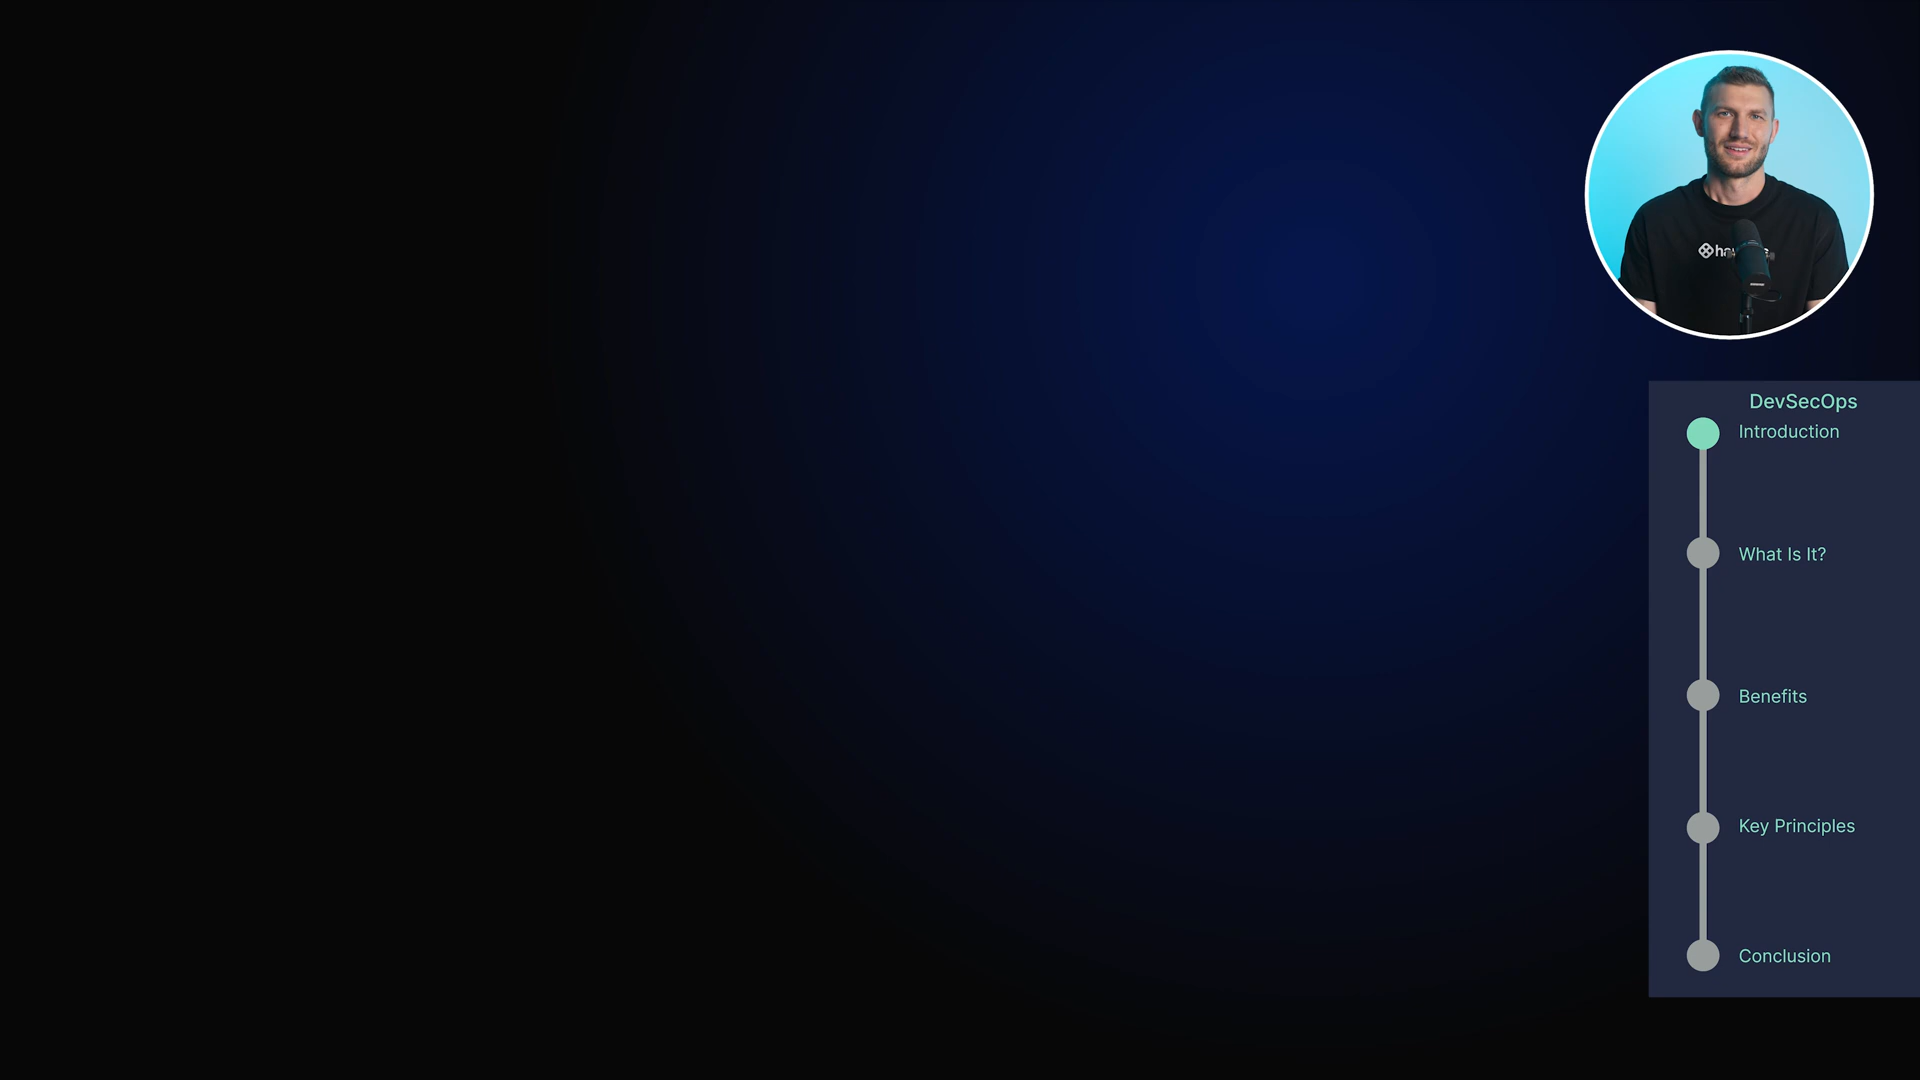 DevSecOps
Introduction
What Is It?
Benefits
Key Principles
Conclusion